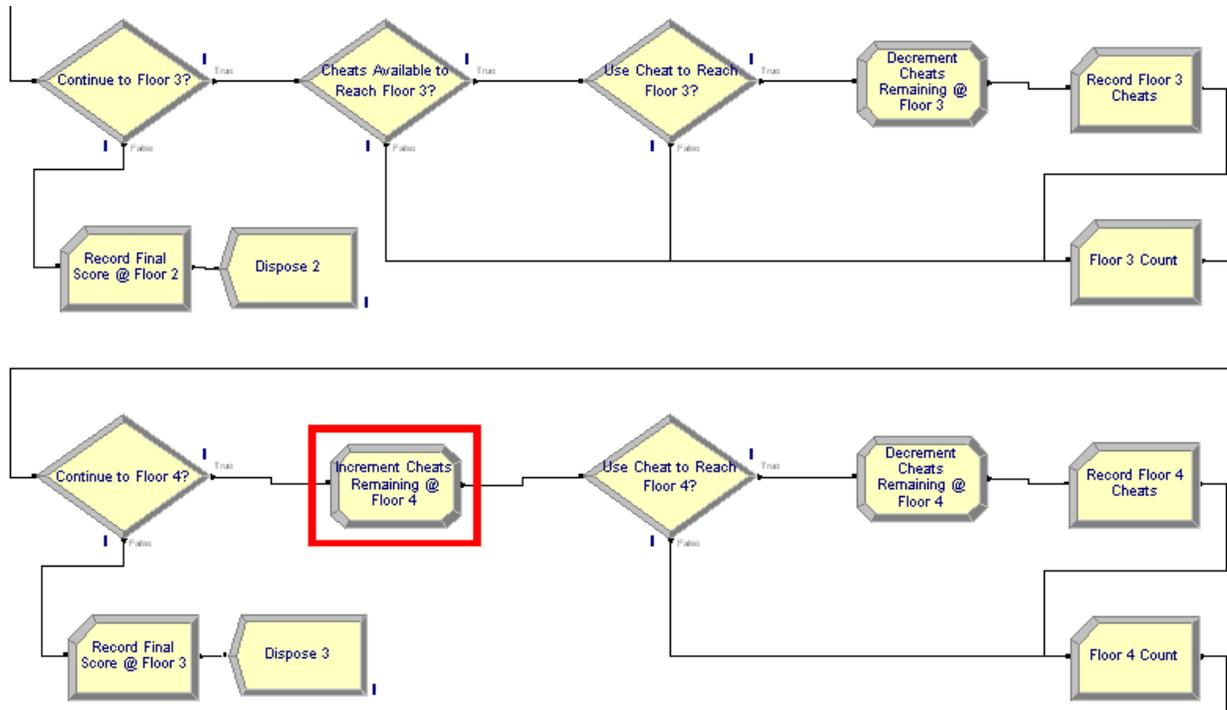 Continue to Floor 3?
True
False
Cheats Available to
Reach Floor 3?
True
False
Use Cheat to Reach
Floor 3?
True
False
Decrement
Cheats
Remaining @
Floor 3
Record Floor 3
Cheats
Record Final
Score @ Floor 2
Dispose 2
Floor 3 Count
Continue to Floor 4?
True
False
Increment Cheats
Remaining @
Floor 4
Use Cheat to Reach
Floor 4?
True
False
Decrement
Cheats
Remaining @
Floor 4
Record Floor 4
Cheats
Record Final
Score @ Floor 3
Dispose 3
Floor 4 Count